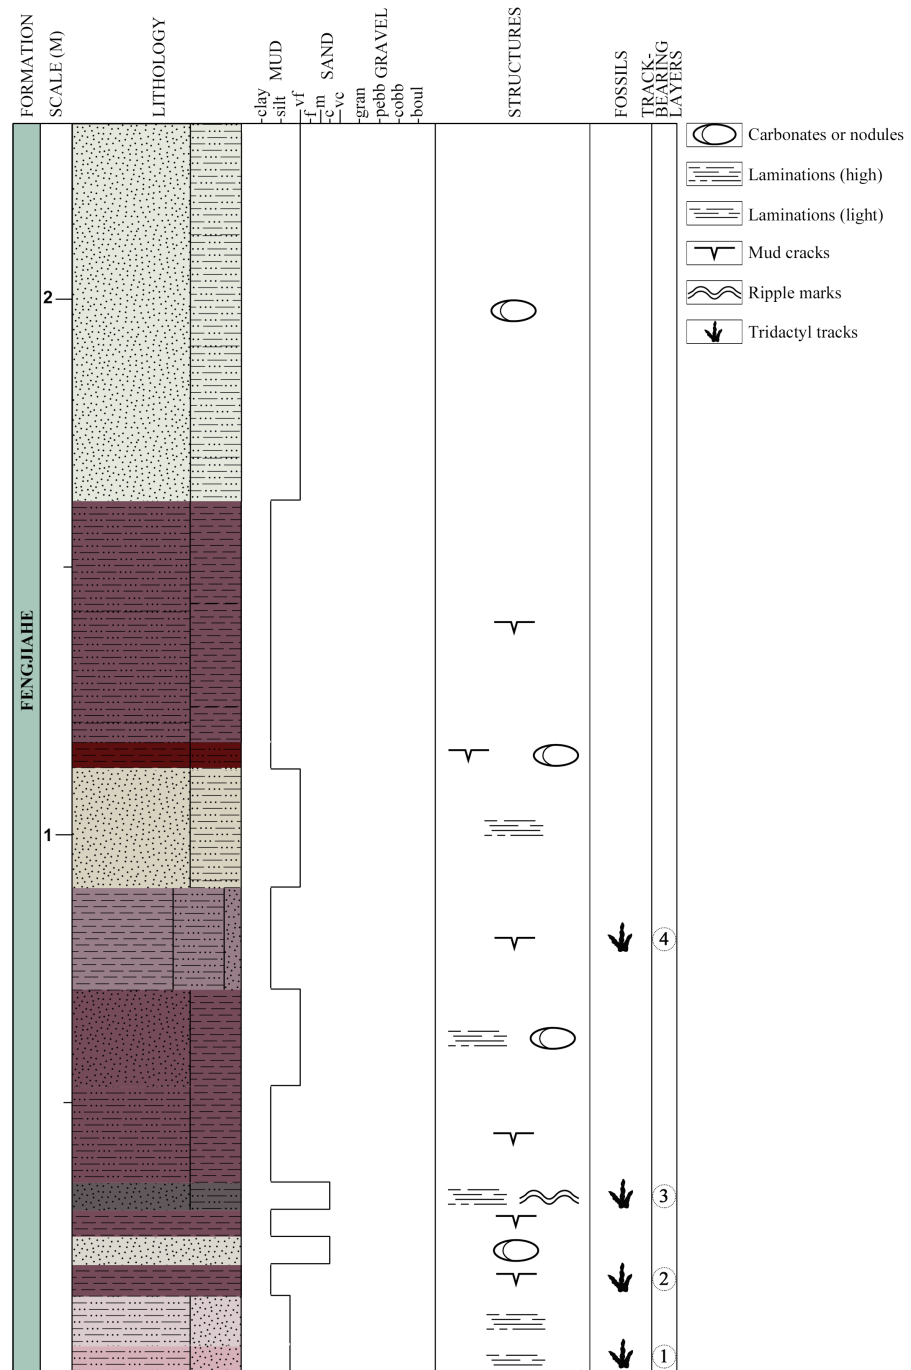 FORMATION
SCALE (M)
LITHOLOGY
MUD
SAND
GRAVEL
clay
silt
vf
f
m
c
vc
gran
pebb
cobb
boul
STRUCTURES
FOSSILS
TRACK-
BEARING
LAYERS
Carbonates or nodules
Laminations (high)
Laminations (light)
Mud cracks
Ripple marks
Tridactyl tracks
2
FENGJIAHE
1
4
3
2
1